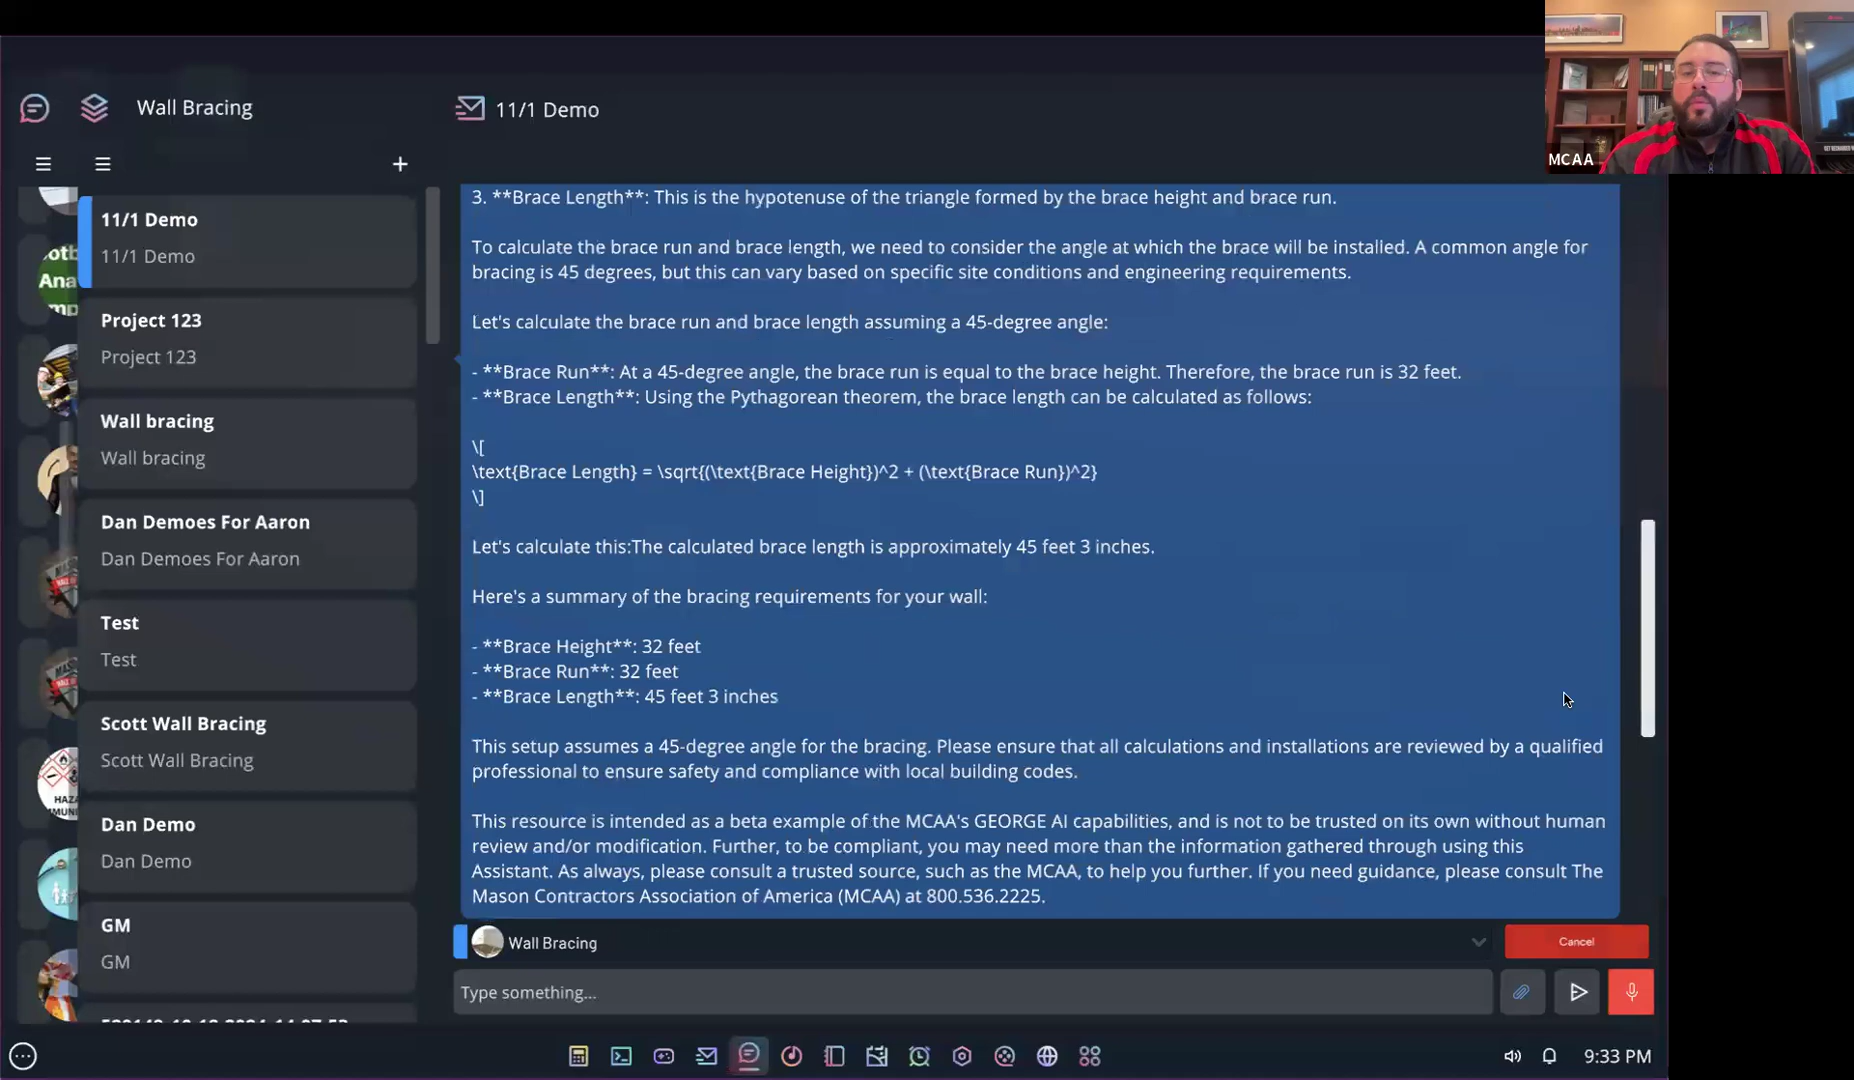 Wall Bracing
11/1 Demo
MCAA
11/1 Demo
11/1 Demo
Project 123
Project 123
Wall bracing
Wall bracing
Dan Demoes For Aaron
Dan Demoes For Aaron
Test
Test
Scott Wall Bracing
Scott Wall Bracing
Dan Demo
Dan Demo
GM
GM
Ana
HAZA
3. **Brace Length**: This is the hypotenuse of the triangle formed by the brace height and brace run.
To calculate the brace run and brace length, we need to consider the angle at which the brace will be installed. A common angle for
bracing is 45 degrees, but this can vary based on specific site conditions and engineering requirements.
Let's calculate the brace run and brace length assuming a 45-degree angle:
- **Brace Run**: At a 45-degree angle, the brace run is equal to the brace height. Therefore, the brace run is 32 feet.
- **Brace Length**: Using the Pythagorean theorem, the brace length can be calculated as follows:
\[
\text{Brace Length} = \sqrt{(\text{Brace Height})^2 + (\text{Brace Run})^2}
\]
Let's calculate this:The calculated brace length is approximately 45 feet 3 inches.
Here's a summary of the bracing requirements for your wall:
- **Brace Height**: 32 feet
- **Brace Run**: 32 feet
- **Brace Length**: 45 feet 3 inches
This setup assumes a 45-degree angle for the bracing. Please ensure that all calculations and installations are reviewed by a qualified
professional to ensure safety and compliance with local building codes.
This resource is intended as a beta example of the MCAA's GEORGE AI capabilities, and is not to be trusted on its own without human
review and/or modification. Further, to be compliant, you may need more than the information gathered through using this
Assistant. As always, please consult a trusted source, such as the MCAA, to help you further. If you need guidance, please consult The
Mason Contractors Association of America (MCAA) at 800.536.2225.
Wall Bracing
Cancel
Type something...
9:33 PM